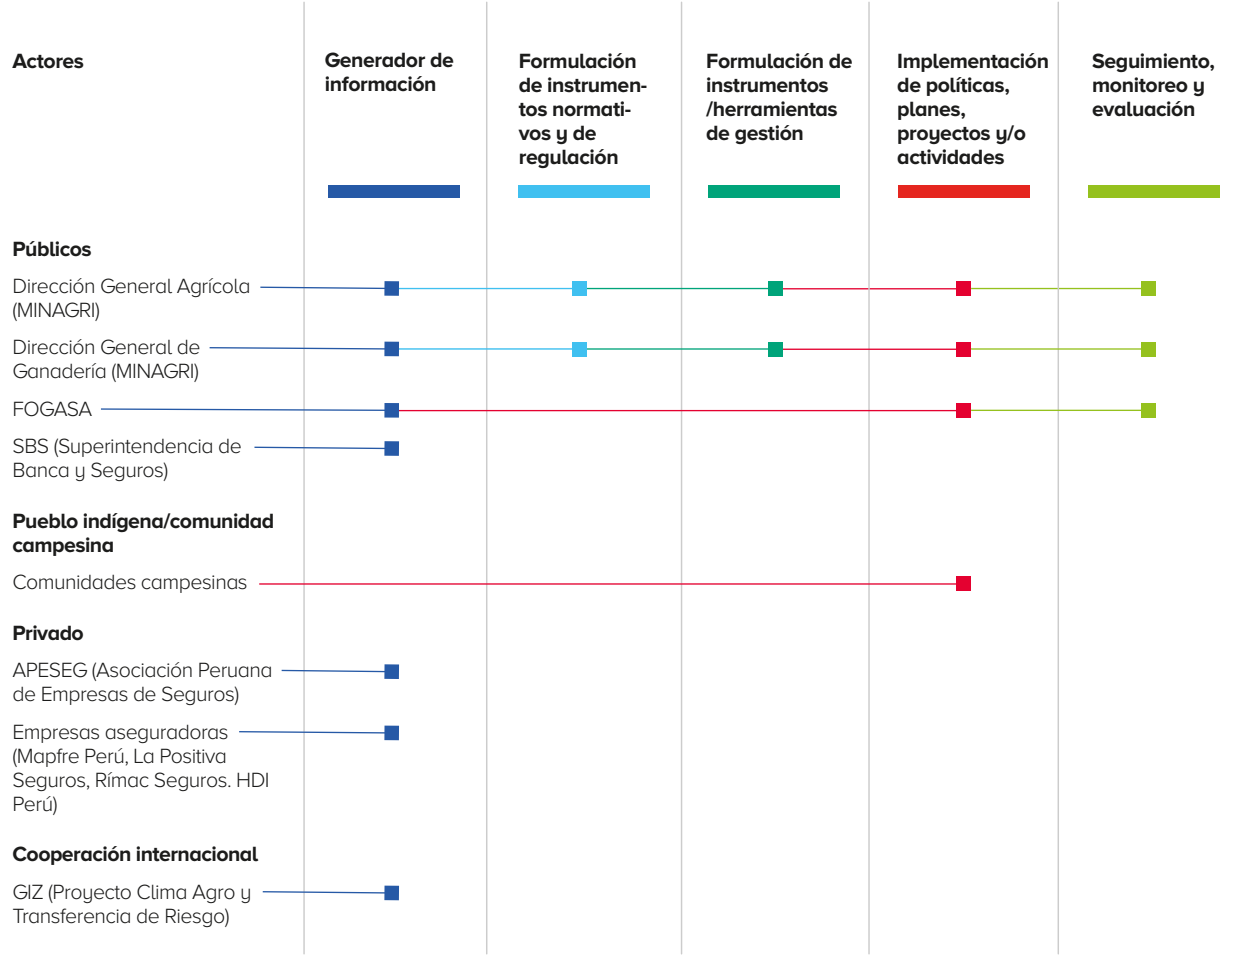 Actores
Generador de
información
Formulación
de instrumen-
tos normati-
vos y de
regulación
Formulación de
instrumentos
/herramientas
de gestión
Implementación
de políticas,
planes,
proyectos y/o
actividades
Seguimiento,
monitoreo y
evaluación
Públicos
Dirección General Agrícola
(MINAGRI)
Dirección General de
Ganadería (MINAGRI)
FOGASA
SBS (Superintendencia de
Banca y Seguros)
Pueblo indígena/comunidad
campesina
Comunidades campesinas
Privado
APESEG (Asociación Peruana
de Empresas de Seguros)
Empresas aseguradoras
(Mapfre Perú, La Positiva
Seguros, Rímac Seguros. HDI
Perú)
Cooperación internacional
GIZ (Proyecto Clima Agro y
Transferencia de Riesgo)